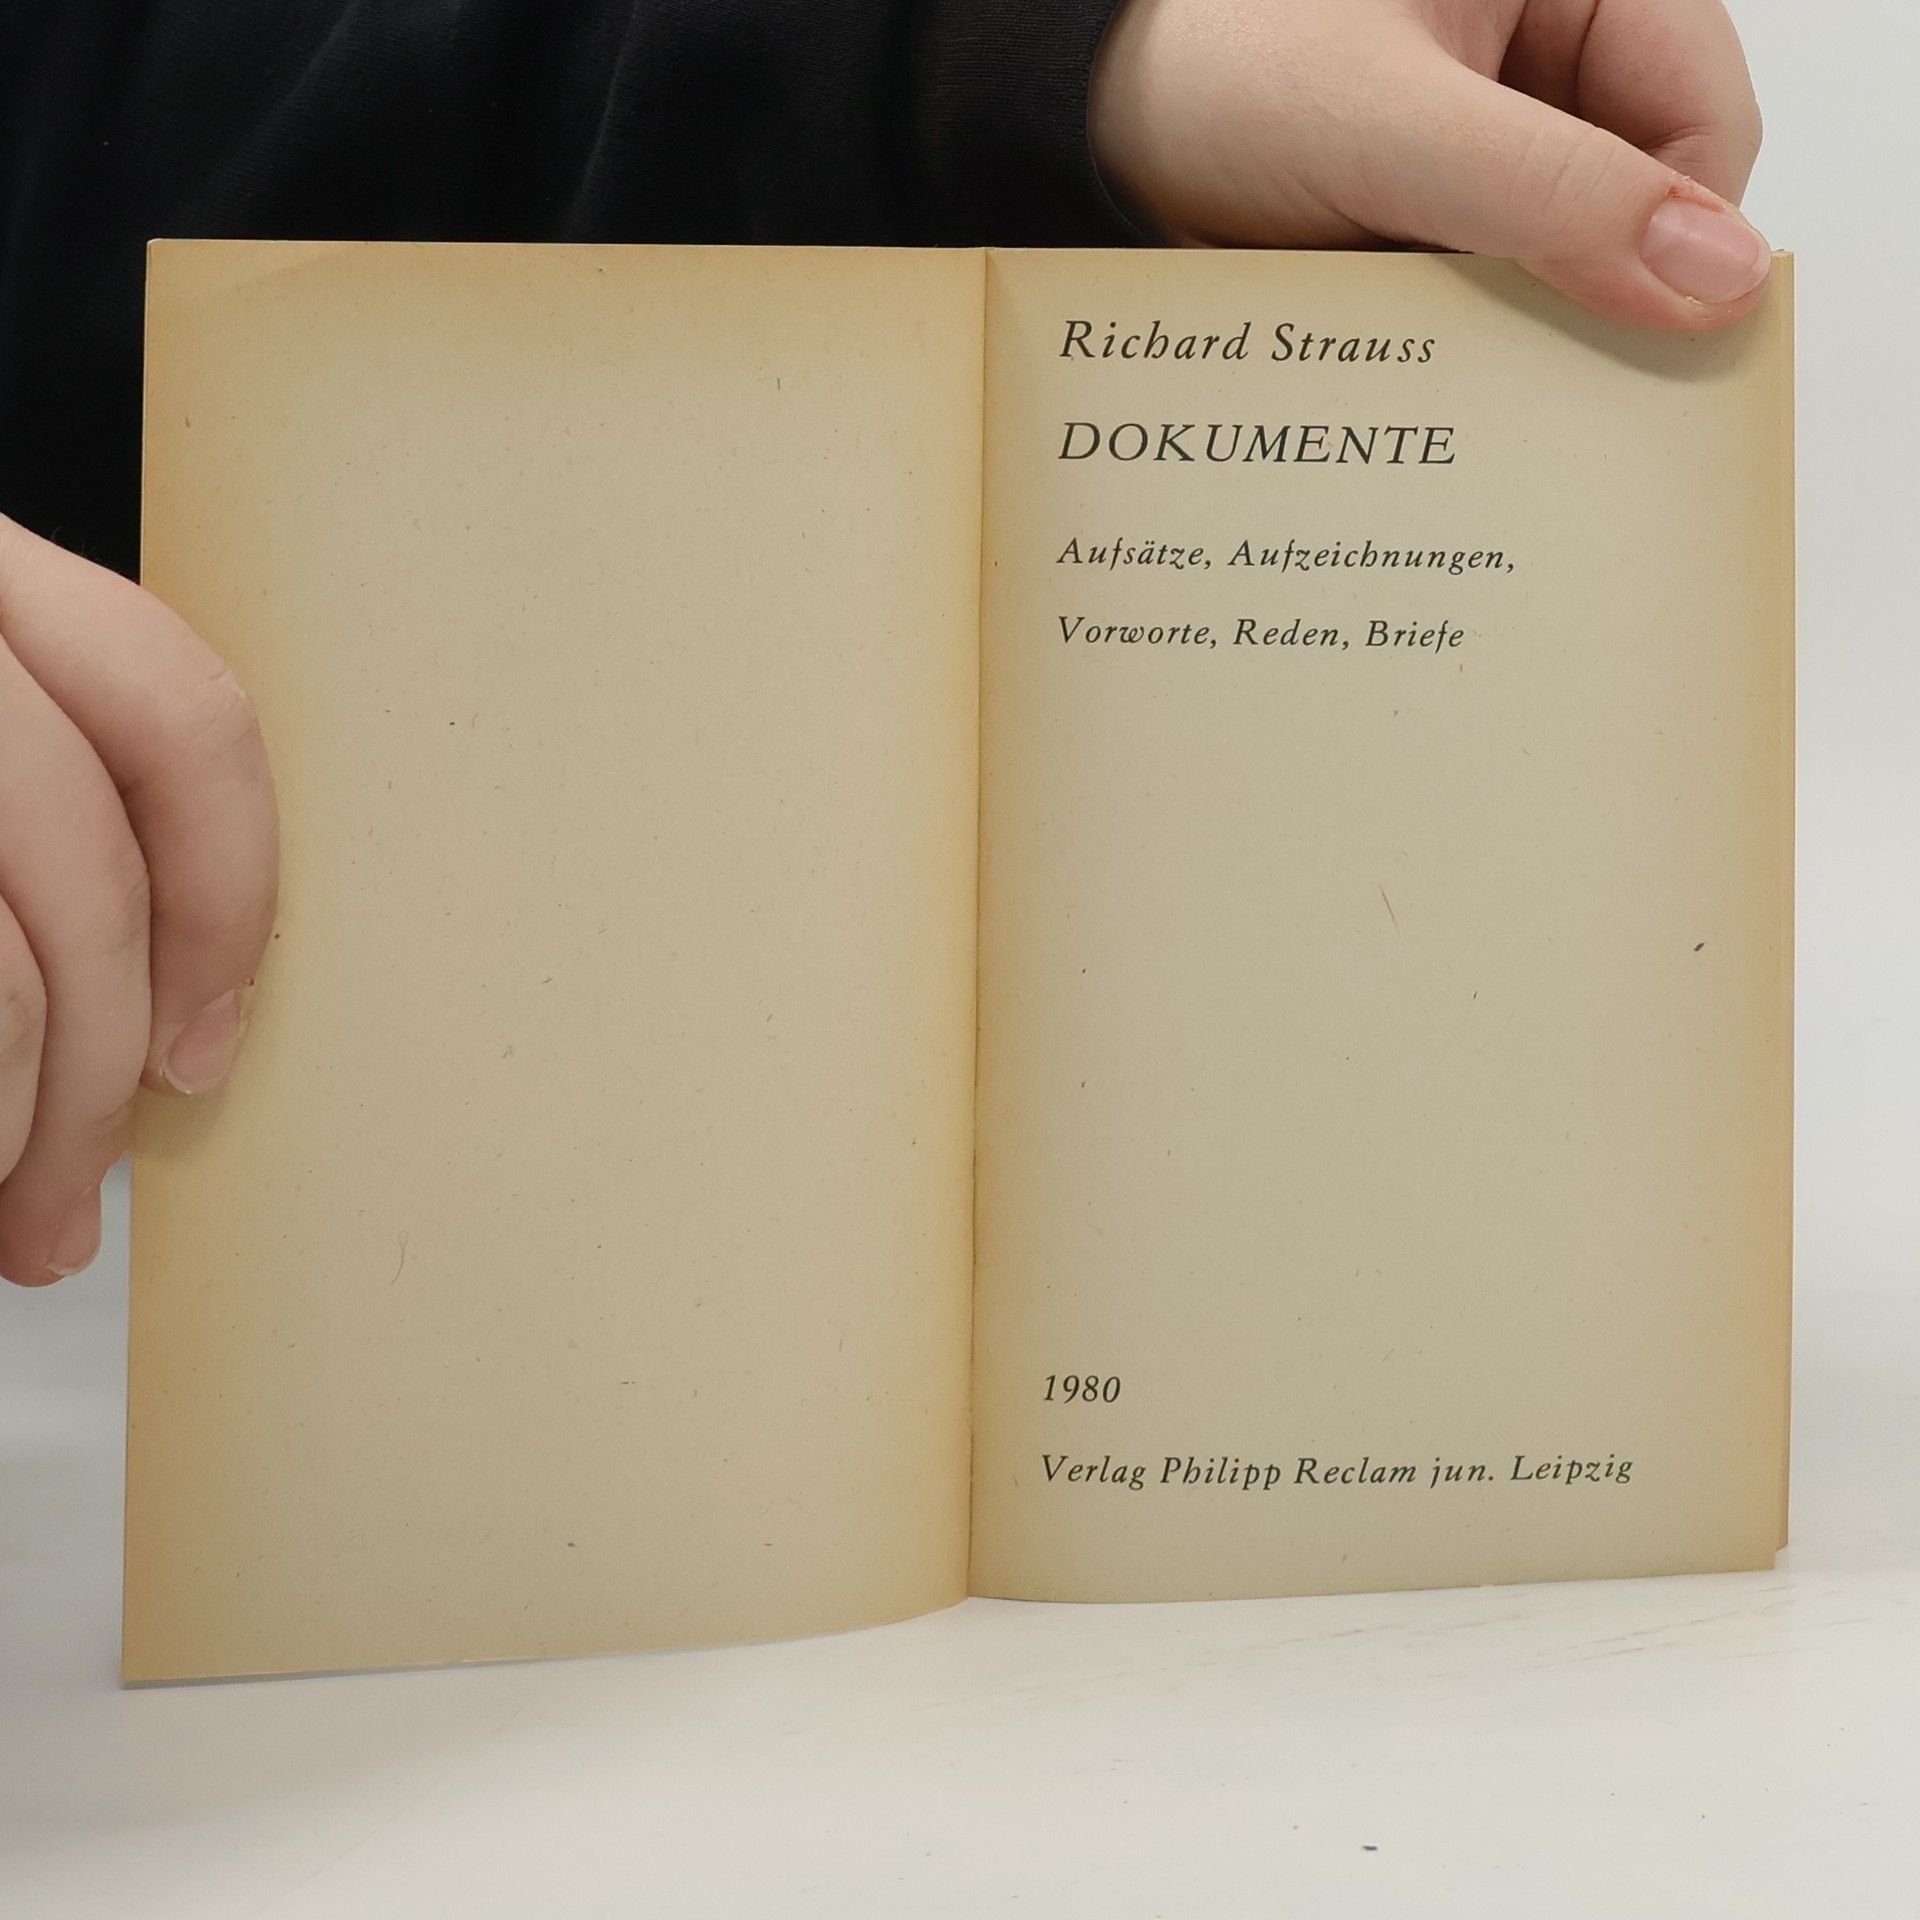 Richard Strauss
DOKUMENTE
Aufsätze, Aufzeichnungen,
Vorworte, Reden, Briefe
1980
Verlag Philipp Reclam jun. Leipzig